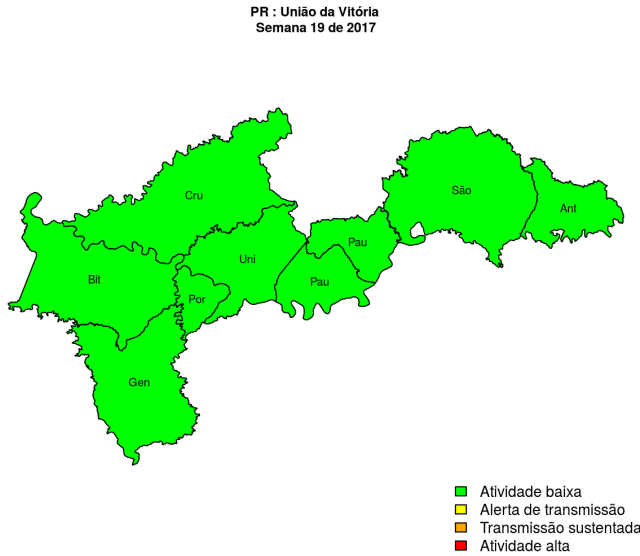 PR : União da Vitória
Semana 19 de 2017
Cru
São
Ant
Pau
Uni
Bit
Pau
Por
Gen
Atividade baixa
Alerta de transmissão
Transmissão sustentada
Atividade alta